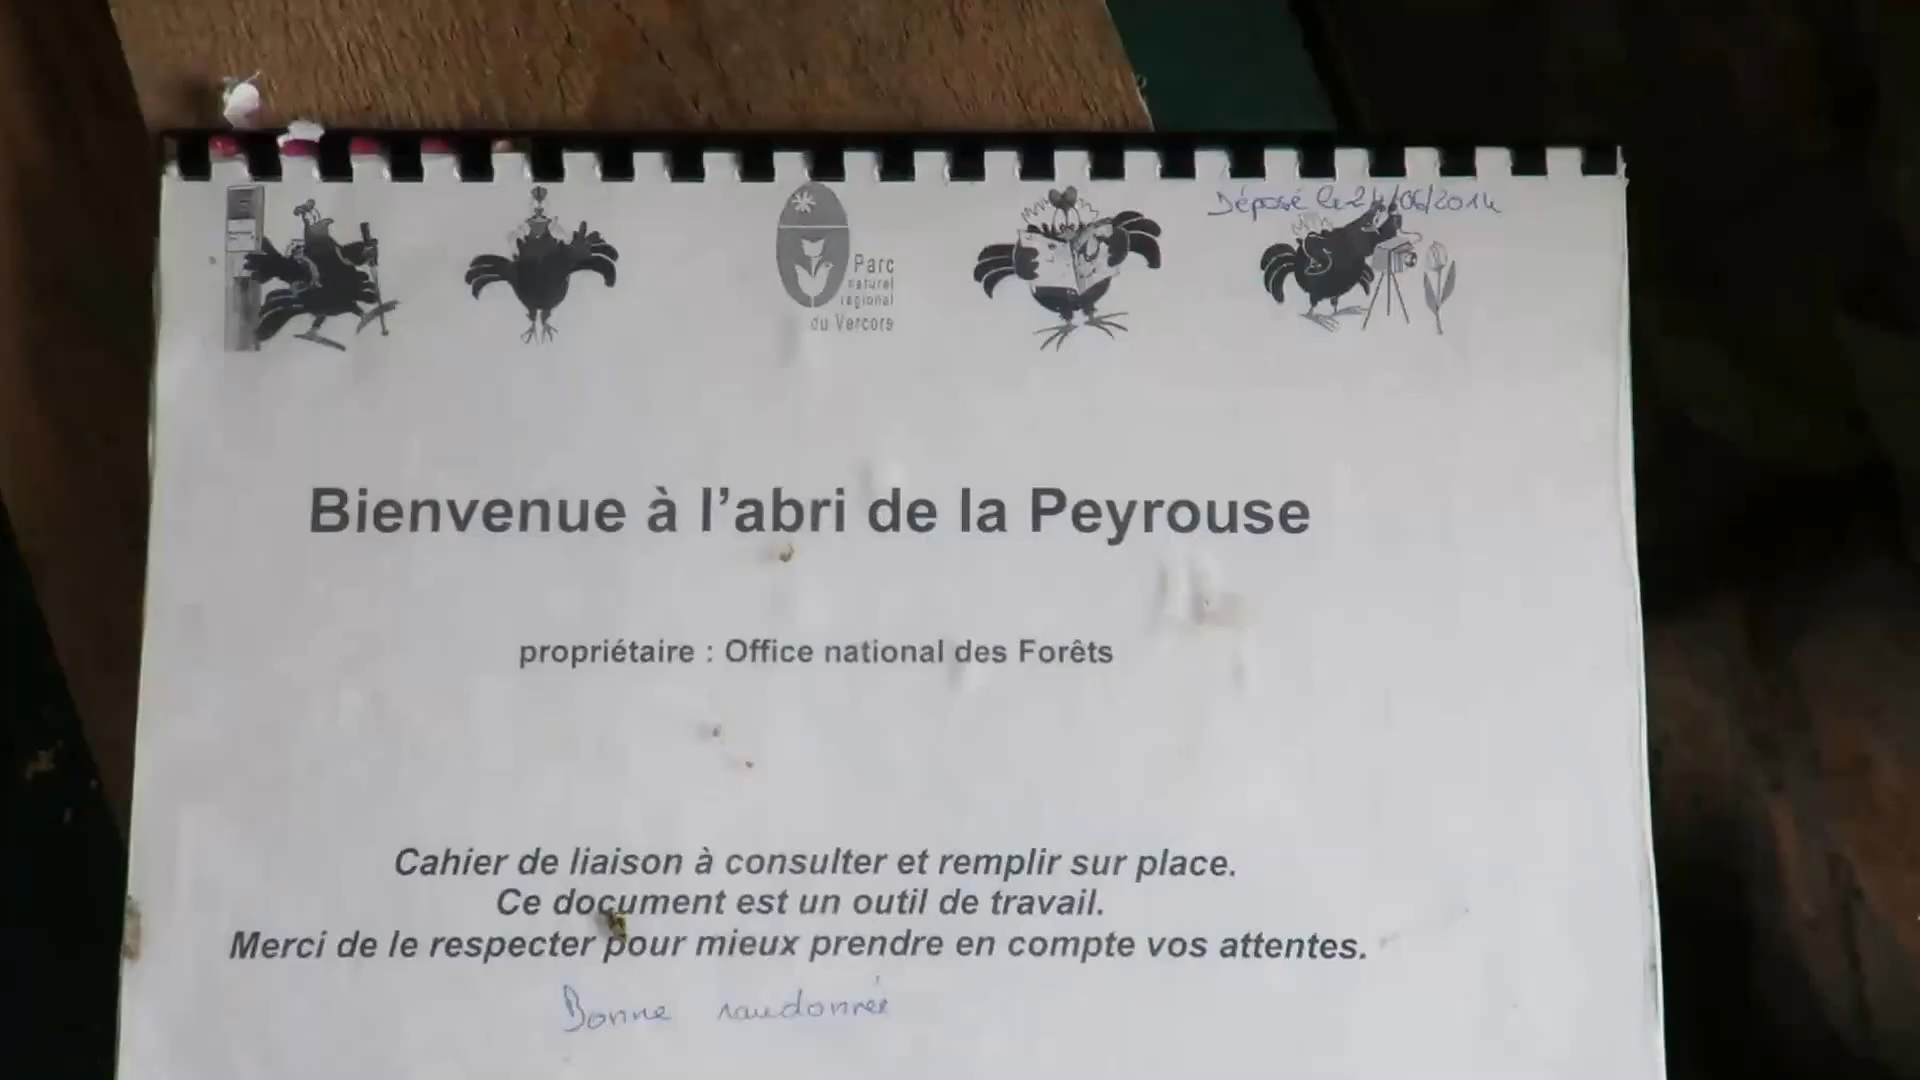 Déposé le 24/06/2014
Parc
naturel
régional
du Vercors
Bienvenue à l'abri de la Peyrouse
propriétaire : Office national des Forêts
Cahier de liaison à consulter et remplir sur place.
Ce document est un outil de travail.
Merci de le respecter pour mieux prendre en compte vos attentes.
Bonne randonnée